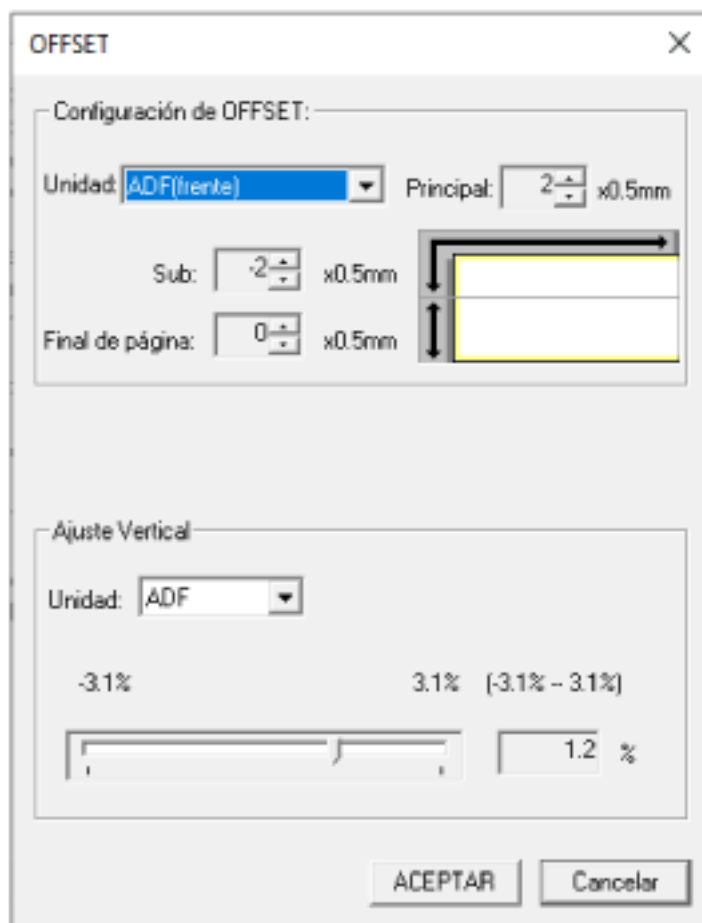 OFFSET
Configuración de OFFSET:
Unidad: ADF(frente) Principal: 2 x0.5mm
Sub: -2 x0.5mm
Final de página: 0 x0.5mm
Ajuste Vertical
Unidad: ADF
-3.1% 3.1% (-3.1% -- 3.1%)
1.2 %
ACEPTAR Cancelar